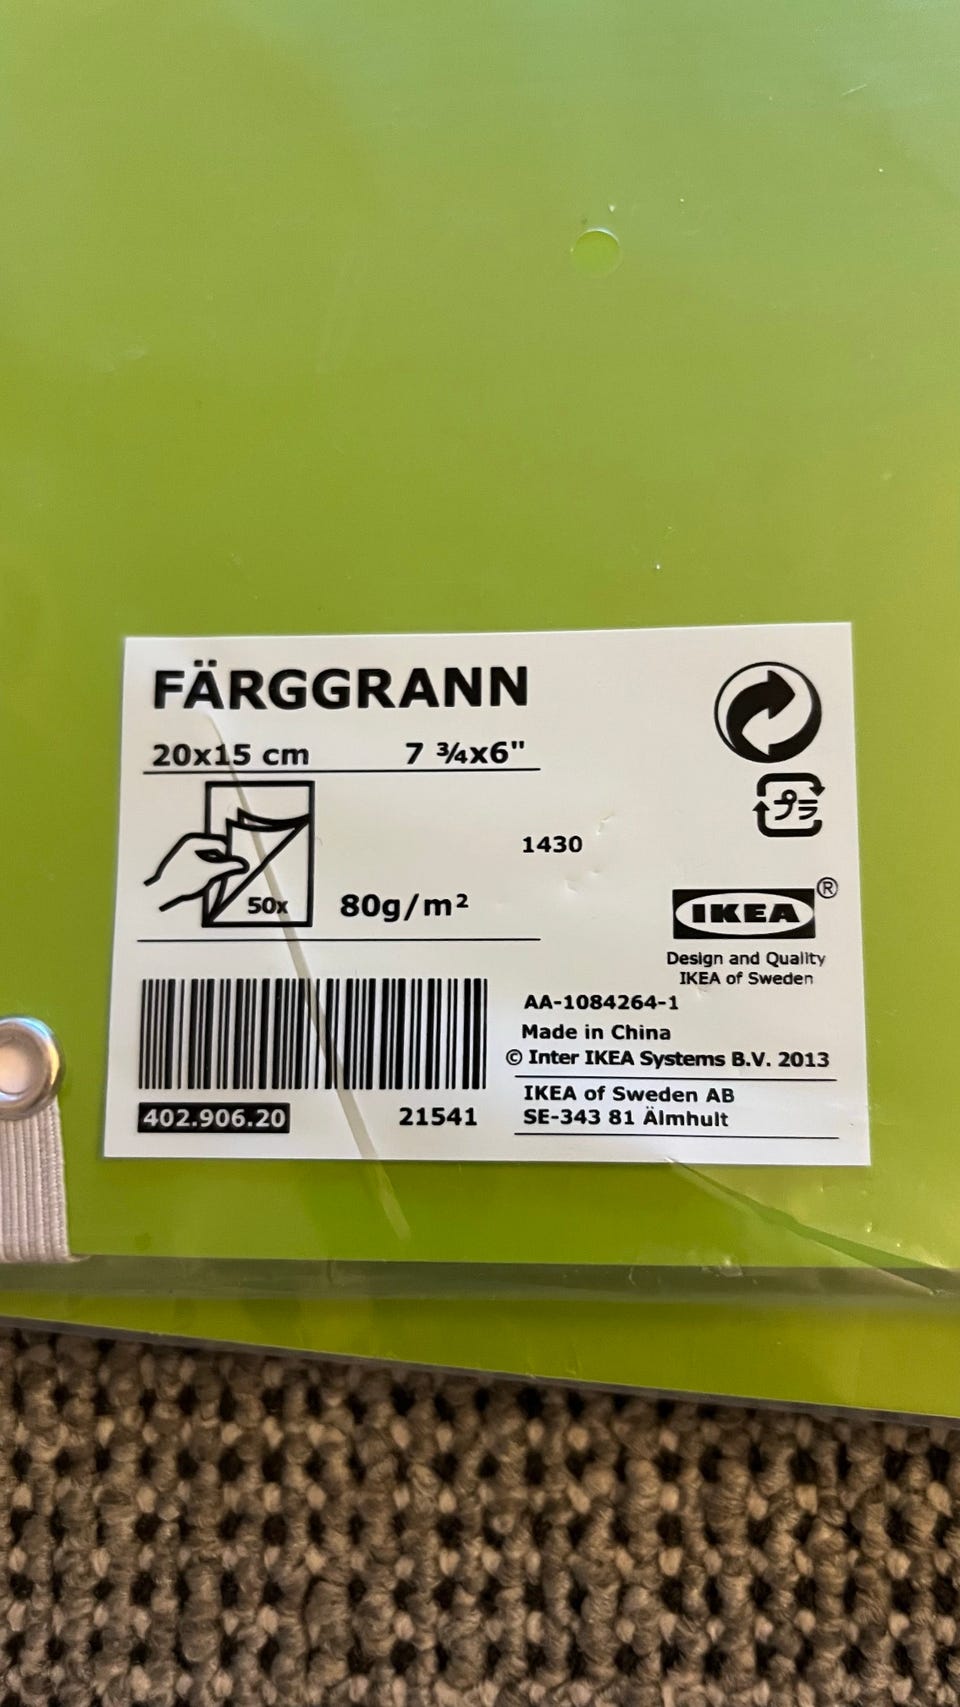 FÄRGGRANN
20x15 cm 7 ¾x6"
プラ
1430
50x 80g/m²
IKEA ®
Design and Quality
IKEA of Sweden
AA-1084264-1
Made in China
© Inter IKEA Systems B.V. 2013
402.906.20 21541
IKEA of Sweden AB
SE-343 81 Älmhult